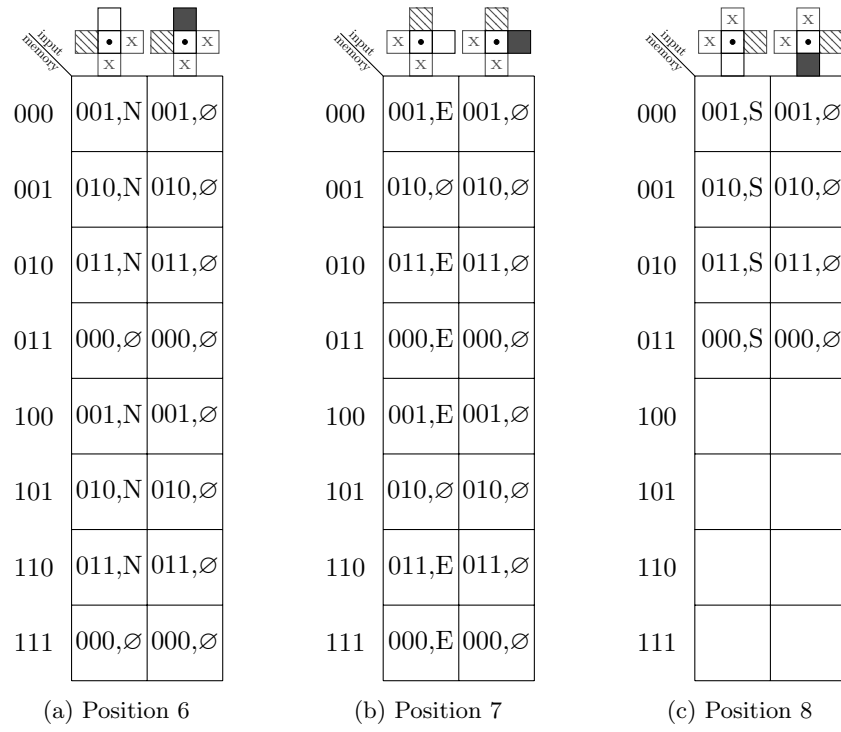 x x x x x x
x x x x
input input input
memory memory memory
000 001,N 001,∅ 000 001,E 001,∅ 000 001,S 001,∅
001 010,N 010,∅ 001 010,∅ 010,∅ 001 010,S 010,∅
010 011,N 011,∅ 010 011,E 011,∅ 010 011,S 011,∅
011 000,∅ 000,∅ 011 000,E 000,∅ 011 000,S 000,∅
100 001,N 001,∅ 100 001,E 001,∅ 100
101 010,N 010,∅ 101 010,∅ 010,∅ 101
110 011,N 011,∅ 110 011,E 011,∅ 110
111 000,∅ 000,∅ 111 000,E 000,∅ 111
(a) Position 6 (b) Position 7 (c) Position 8